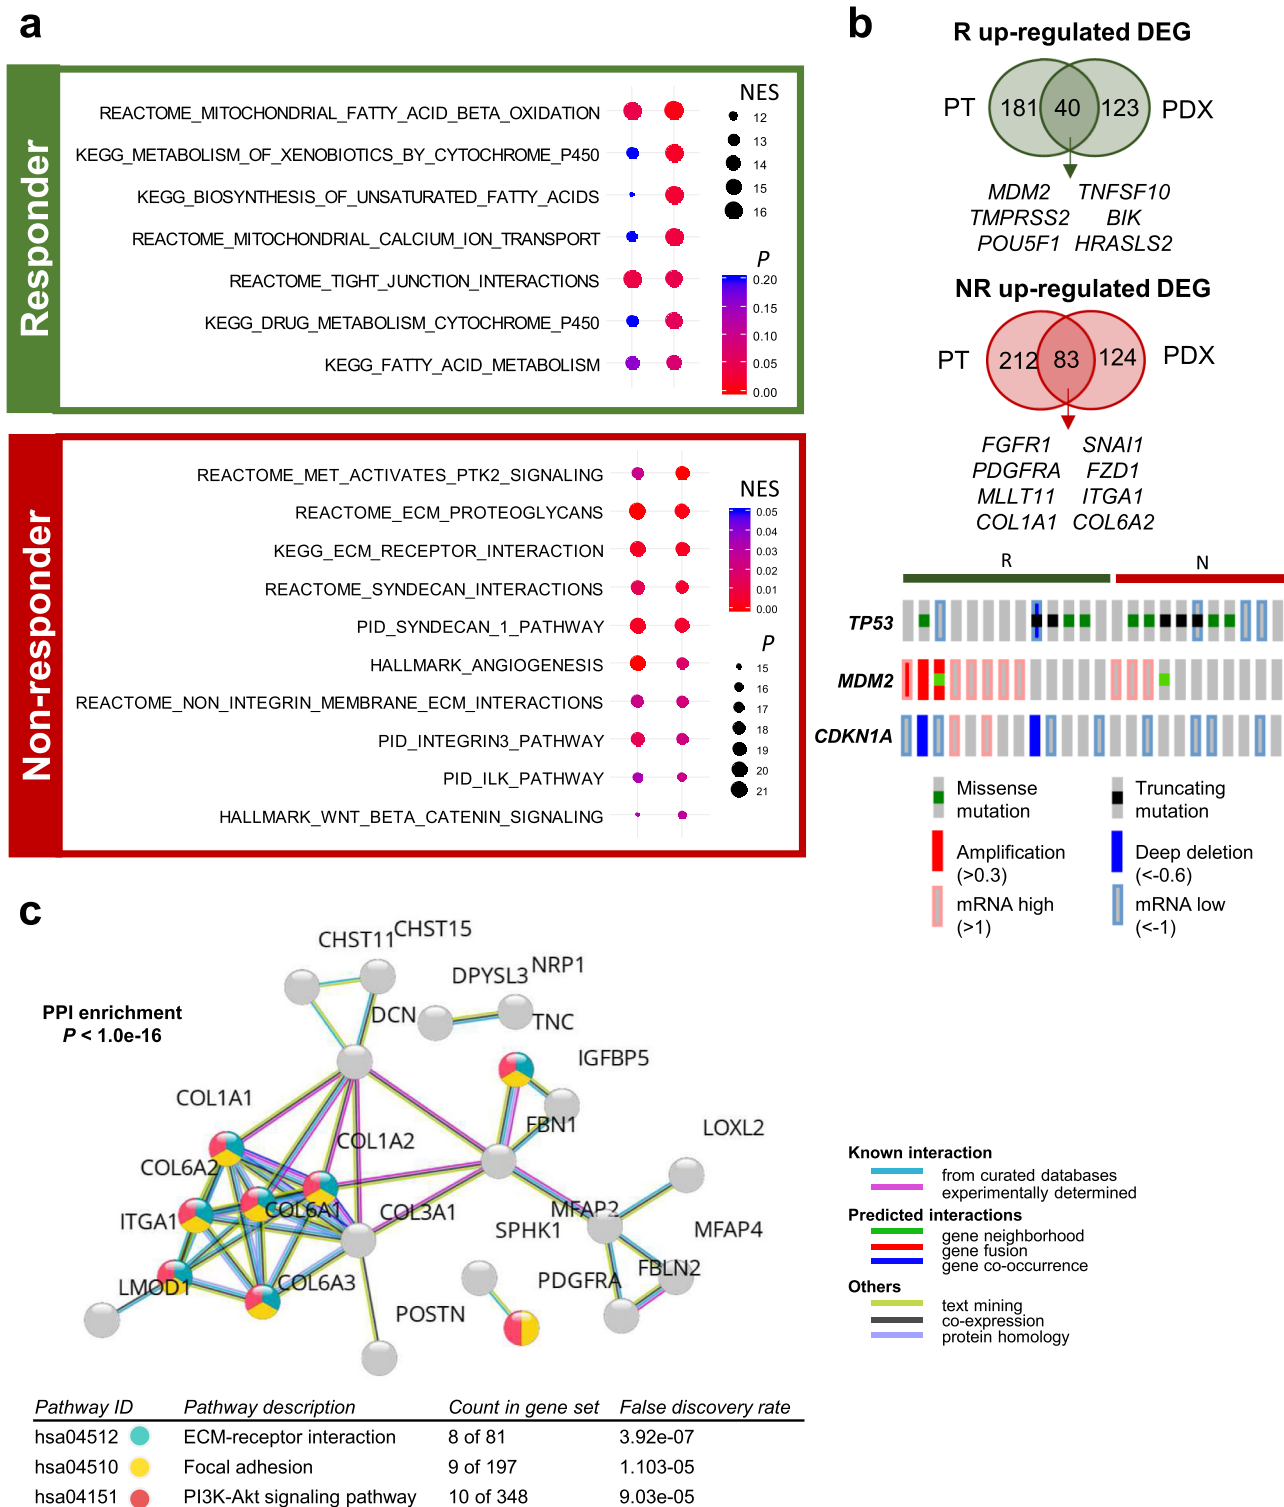 a
Responder
REACTOME_MITOCHONDRIAL_FATTY_ACID_BETA_OXIDATION
KEGG_METABOLISM_OF_XENOBIOTICS_BY_CYTOCHROME_P450
KEGG_BIOSYNTHESIS_OF_UNSATURATED_FATTY_ACIDS
REACTOME_MITOCHONDRIAL_CALCIUM_ION_TRANSPORT
REACTOME_TIGHT_JUNCTION_INTERACTIONS
KEGG_DRUG_METABOLISM_CYTOCHROME_P450
KEGG_FATTY_ACID_METABOLISM
NES
12
13
14
15
16
P
0.20
0.15
0.10
0.05
0.00
Non-responder
REACTOME_MET_ACTIVATES_PTK2_SIGNALING
REACTOME_ECM_PROTEOGLYCANS
KEGG_ECM_RECEPTOR_INTERACTION
REACTOME_SYNDECAN_INTERACTIONS
PID_SYNDECAN_1_PATHWAY
HALLMARK_ANGIOGENESIS
REACTOME_NON_INTEGRIN_MEMBRANE_ECM_INTERACTIONS
PID_INTEGRIN3_PATHWAY
PID_ILK_PATHWAY
HALLMARK_WNT_BETA_CATENIN_SIGNALING
NES
0.05
0.04
0.03
0.02
0.01
0.00
P
15
16
17
18
19
20
21
b
R up-regulated DEG
PT 181 40 123 PDX
MDM2 TNFSF10
TMPRSS2 BIK
POU5F1 HRASLS2
NR up-regulated DEG
PT 212 83 124 PDX
FGFR1 SNAI1
PDGFRA FZD1
MLLT11 ITGA1
COL1A1 COL6A2
R N
TP53
MDM2
CDKN1A
Missense mutation
Truncating mutation
Amplification (>0.3)
Deep deletion (<-0.6)
mRNA high (>1)
mRNA low (<-1)
c
PPI enrichment
P < 1.0e-16
CHST11
CHST15
DPYSL3
NRP1
DCN
TNC
IGFBP5
COL1A1
FBN1
LOXL2
COL1A2
COL6A2
COL6A1
COL3A1
MFAP2
ITGA1
SPHK1
MFAP4
LMOD1
COL6A3
PDGFRA
FBLN2
POSTN
Known interaction
from curated databases
experimentally determined
Predicted interactions
gene neighborhood
gene fusion
gene co-occurrence
Others
text mining
co-expression
protein homology
Pathway ID Pathway description Count in gene set False discovery rate
hsa04512 ECM-receptor interaction 8 of 81 3.92e-07
hsa04510 Focal adhesion 9 of 197 1.103-05
hsa04151 PI3K-Akt signaling pathway 10 of 348 9.03e-05